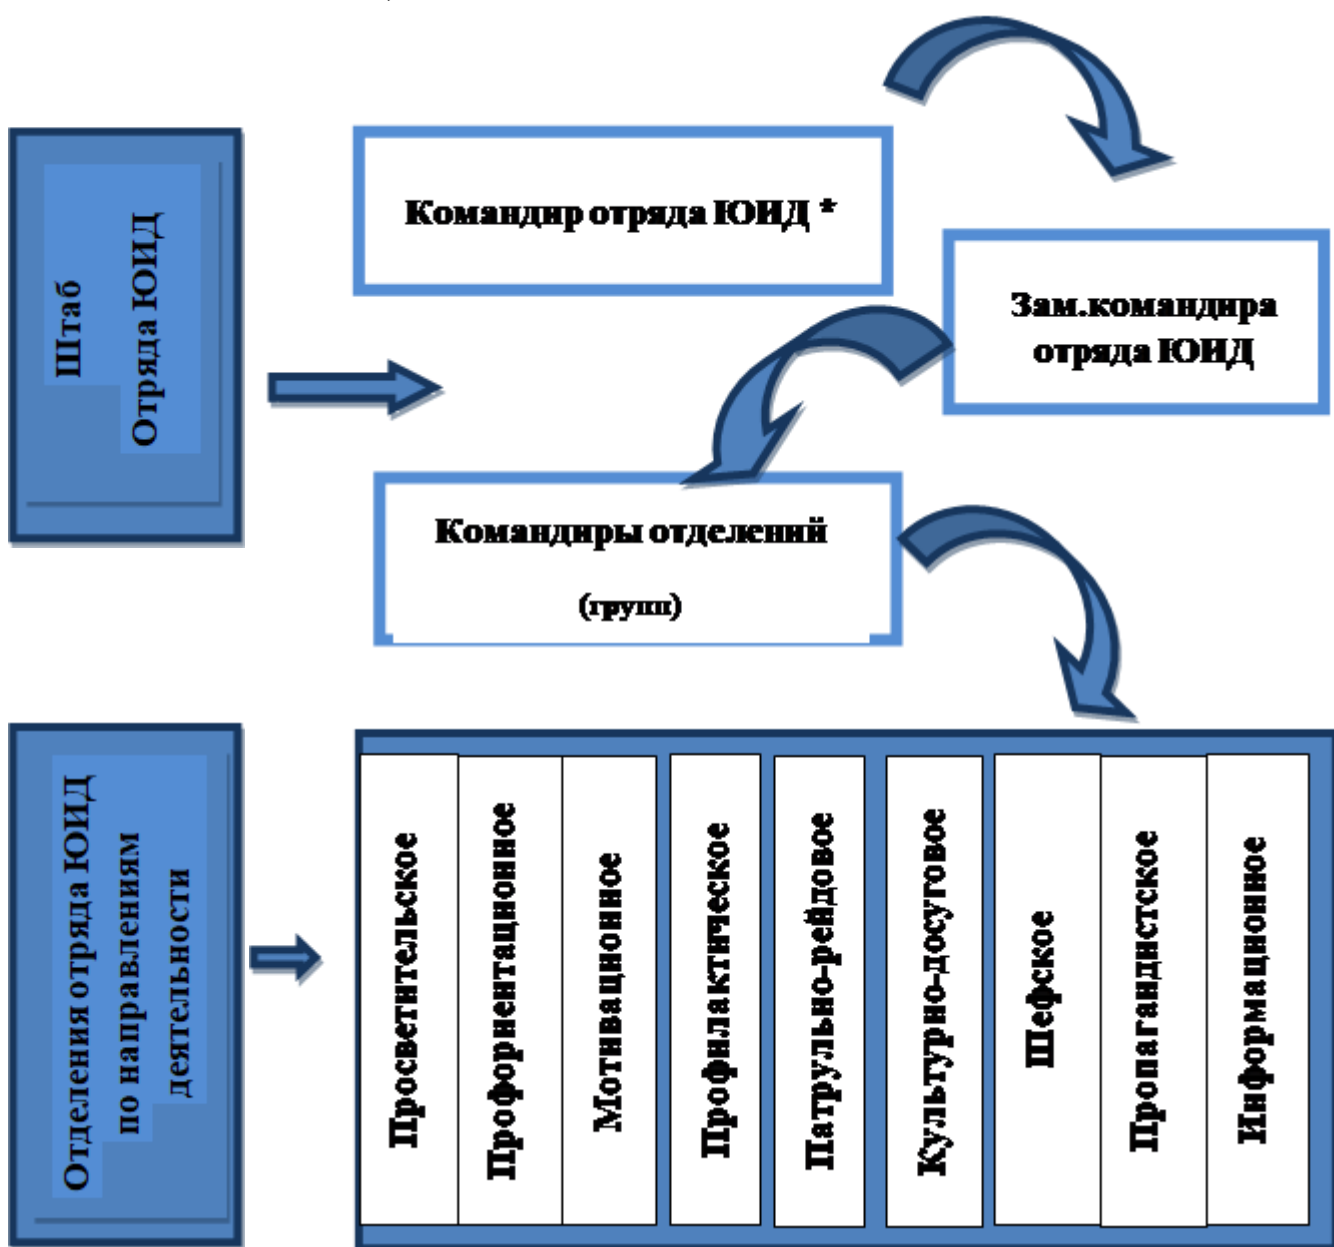 Штаб
Отряда ЮИД
Командир отряда ЮИД *
Зам.командира
отряда ЮИД
Командиры отделений
(групп)
Отделения отряда ЮИД
по направлениям
деятельности
Просветительское
Профориентационное
Мотивационное
Профилактическое
Патрульно-рейдовое
Культурно-досуговое
Шефское
Пропагандистское
Информационное